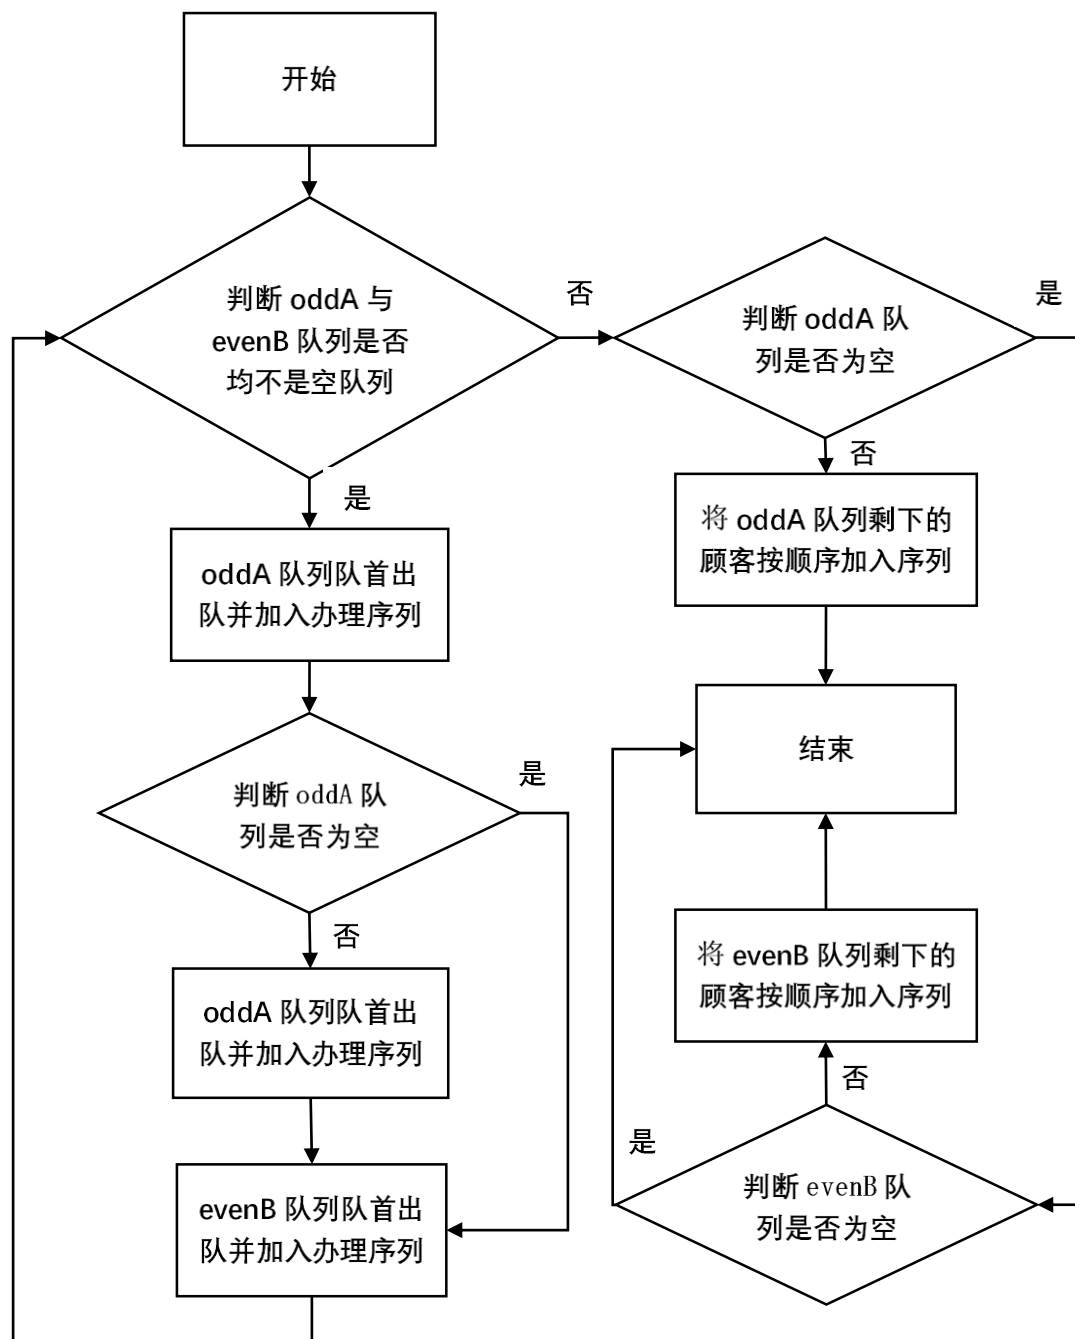 开始
判断 oddA 与
evenB 队列是否
均不是空队列
否
判断 oddA 队
列是否为空
是
是
否
oddA 队列队首出
队并加入办理序列
将 oddA 队列剩下的
顾客按顺序加入序列
判断 oddA 队
列是否为空
是
结束
否
oddA 队列队首出
队并加入办理序列
将 evenB 队列剩下的
顾客按顺序加入序列
否
是
evenB 队列队首出
队并加入办理序列
判断 evenB 队
列是否为空